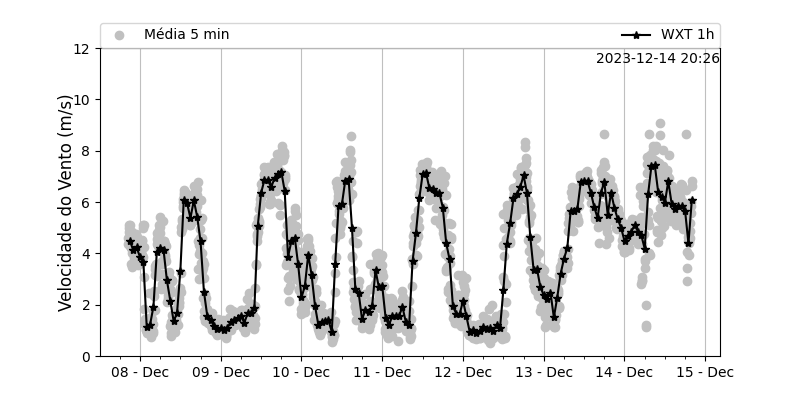 Média 5 min
WXT 1h
2023-12-14 20:26
Velocidade do Vento (m/s)
12
10
8
6
4
2
0
08 - Dec
09 - Dec
10 - Dec
11 - Dec
12 - Dec
13 - Dec
14 - Dec
15 - Dec